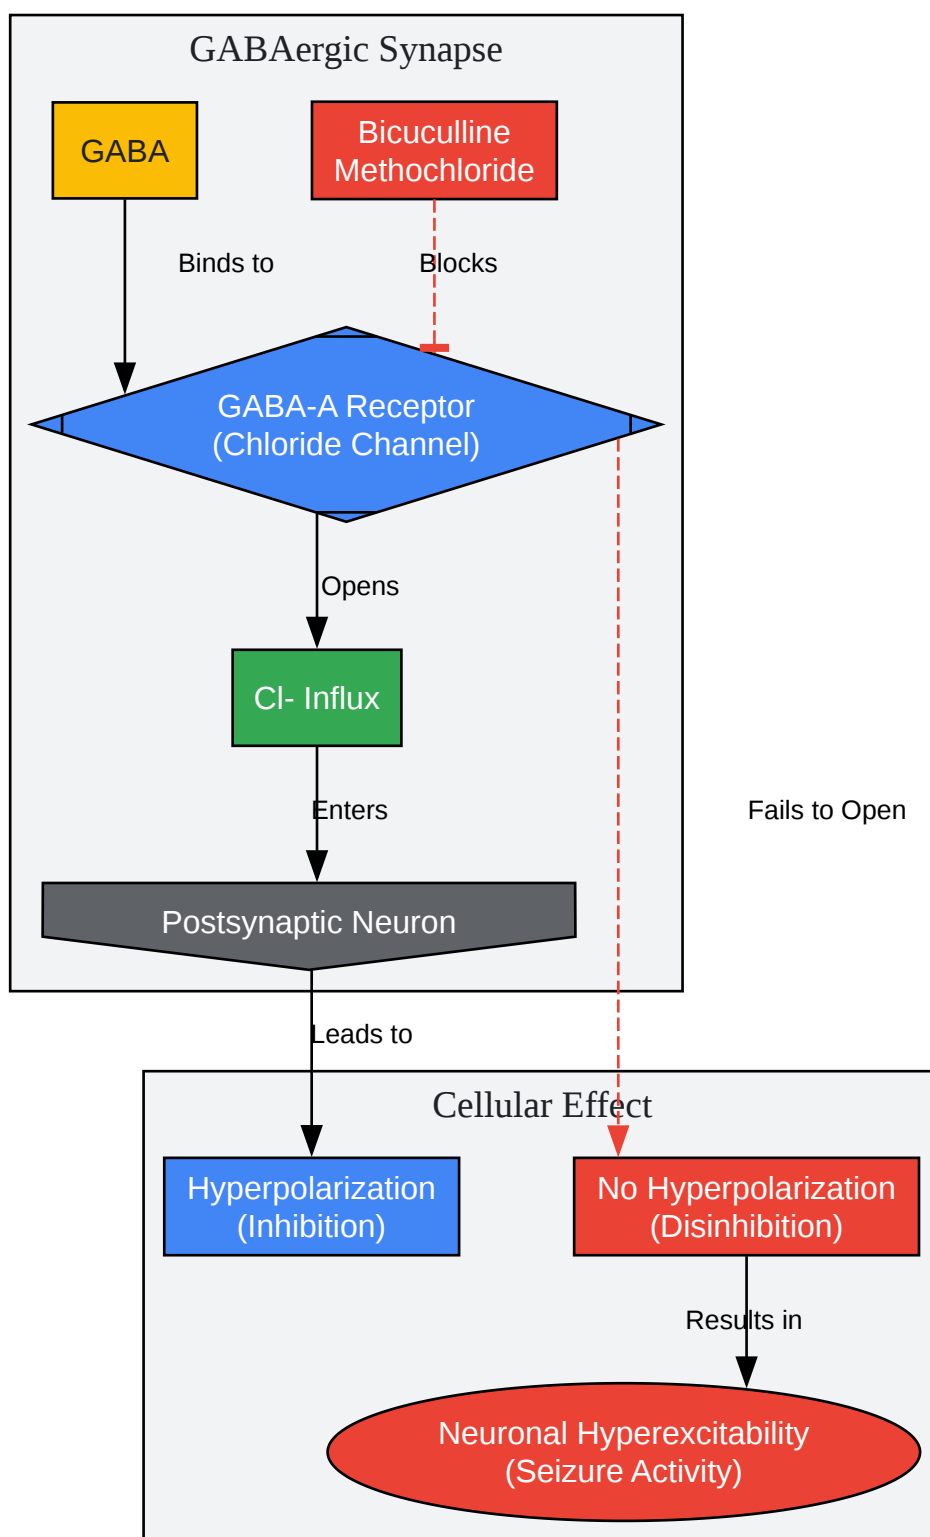 GABAergic Synapse
GABA
Bicuculline
Methochloride
Binds to
Blocks
GABA-A Receptor
(Chloride Channel)
Opens
Cl- Influx
Enters
Fails to Open
Postsynaptic Neuron
Leads to
Cellular Effect
Hyperpolarization
(Inhibition)
No Hyperpolarization
(Disinhibition)
Results in
Neuronal Hyperexcitability
(Seizure Activity)